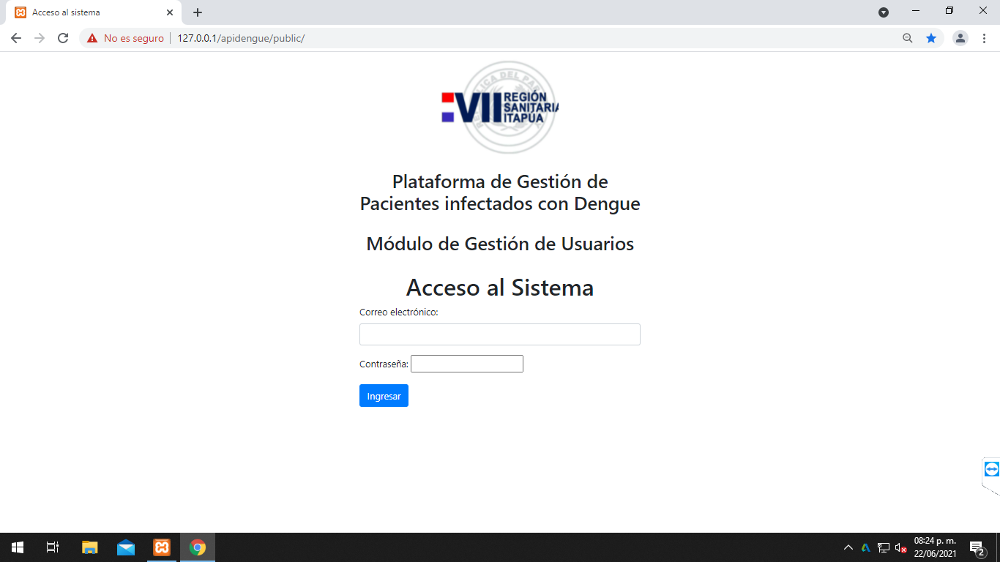 Acceso al sistema
No es seguro
127.0.0.1/apidengue/public/
VII REGIÓN
SANITARIA
ITAPÚA
Plataforma de Gestión de
Pacientes infectados con Dengue
Módulo de Gestión de Usuarios
Acceso al Sistema
Correo electrónico:
Contraseña:
Ingresar
08:24 p. m.
22/06/2021
2